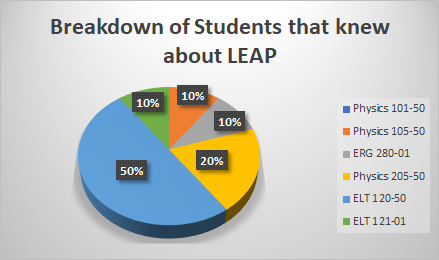 Breakdown of Students that knew
about LEAP
10%
10%
10%
20%
50%
Physics 101-50
Physics 105-50
ERG 280-01
Physics 205-50
ELT 120-50
ELT 121-01